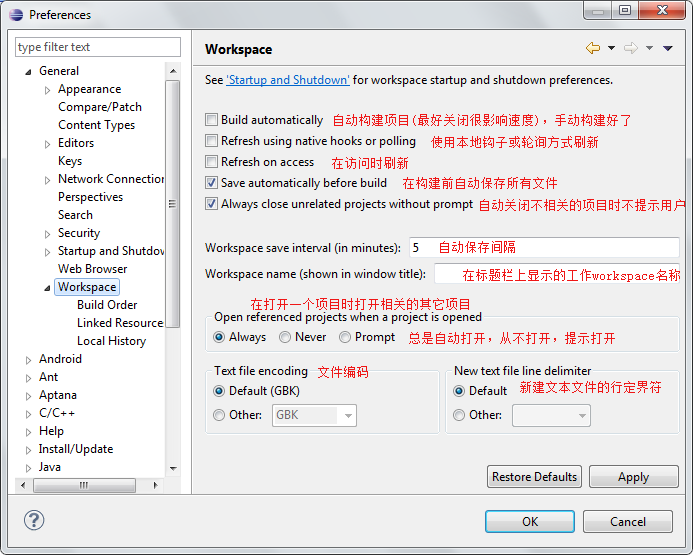 Preferences
type filter text
General
Appearance
Compare/Patch
Content Types
Editors
Keys
Network Connection
Perspectives
Search
Security
Startup and Shutdow
Web Browser
Workspace
Build Order
Linked Resource
Local History
Android
Ant
Aptana
C/C++
Help
Install/Update
Java
Workspace
See 'Startup and Shutdown' for workspace startup and shutdown preferences.
Build automatically 自动构建项目(最好关闭很影响速度),手动构建好了
Refresh using native hooks or polling 使用本地钩子或轮询方式刷新
Refresh on access 在访问时刷新
Save automatically before build 在构建前自动保存所有文件
Always close unrelated projects without prompt 自动关闭不相关的项目时不提示用户
Workspace save interval (in minutes): 5 自动保存间隔
Workspace name (shown in window title): 在标题栏上显示的工作workspace名称
在打开一个项目时打开相关的其它项目
Open referenced projects when a project is opened
Always Never Prompt 总是自动打开,从不打开,提示打开
Text file encoding 文件编码
Default (GBK)
Other: GBK
New text file line delimiter
Default 新建文本文件的行定界符
Other:
Restore Defaults Apply
OK Cancel